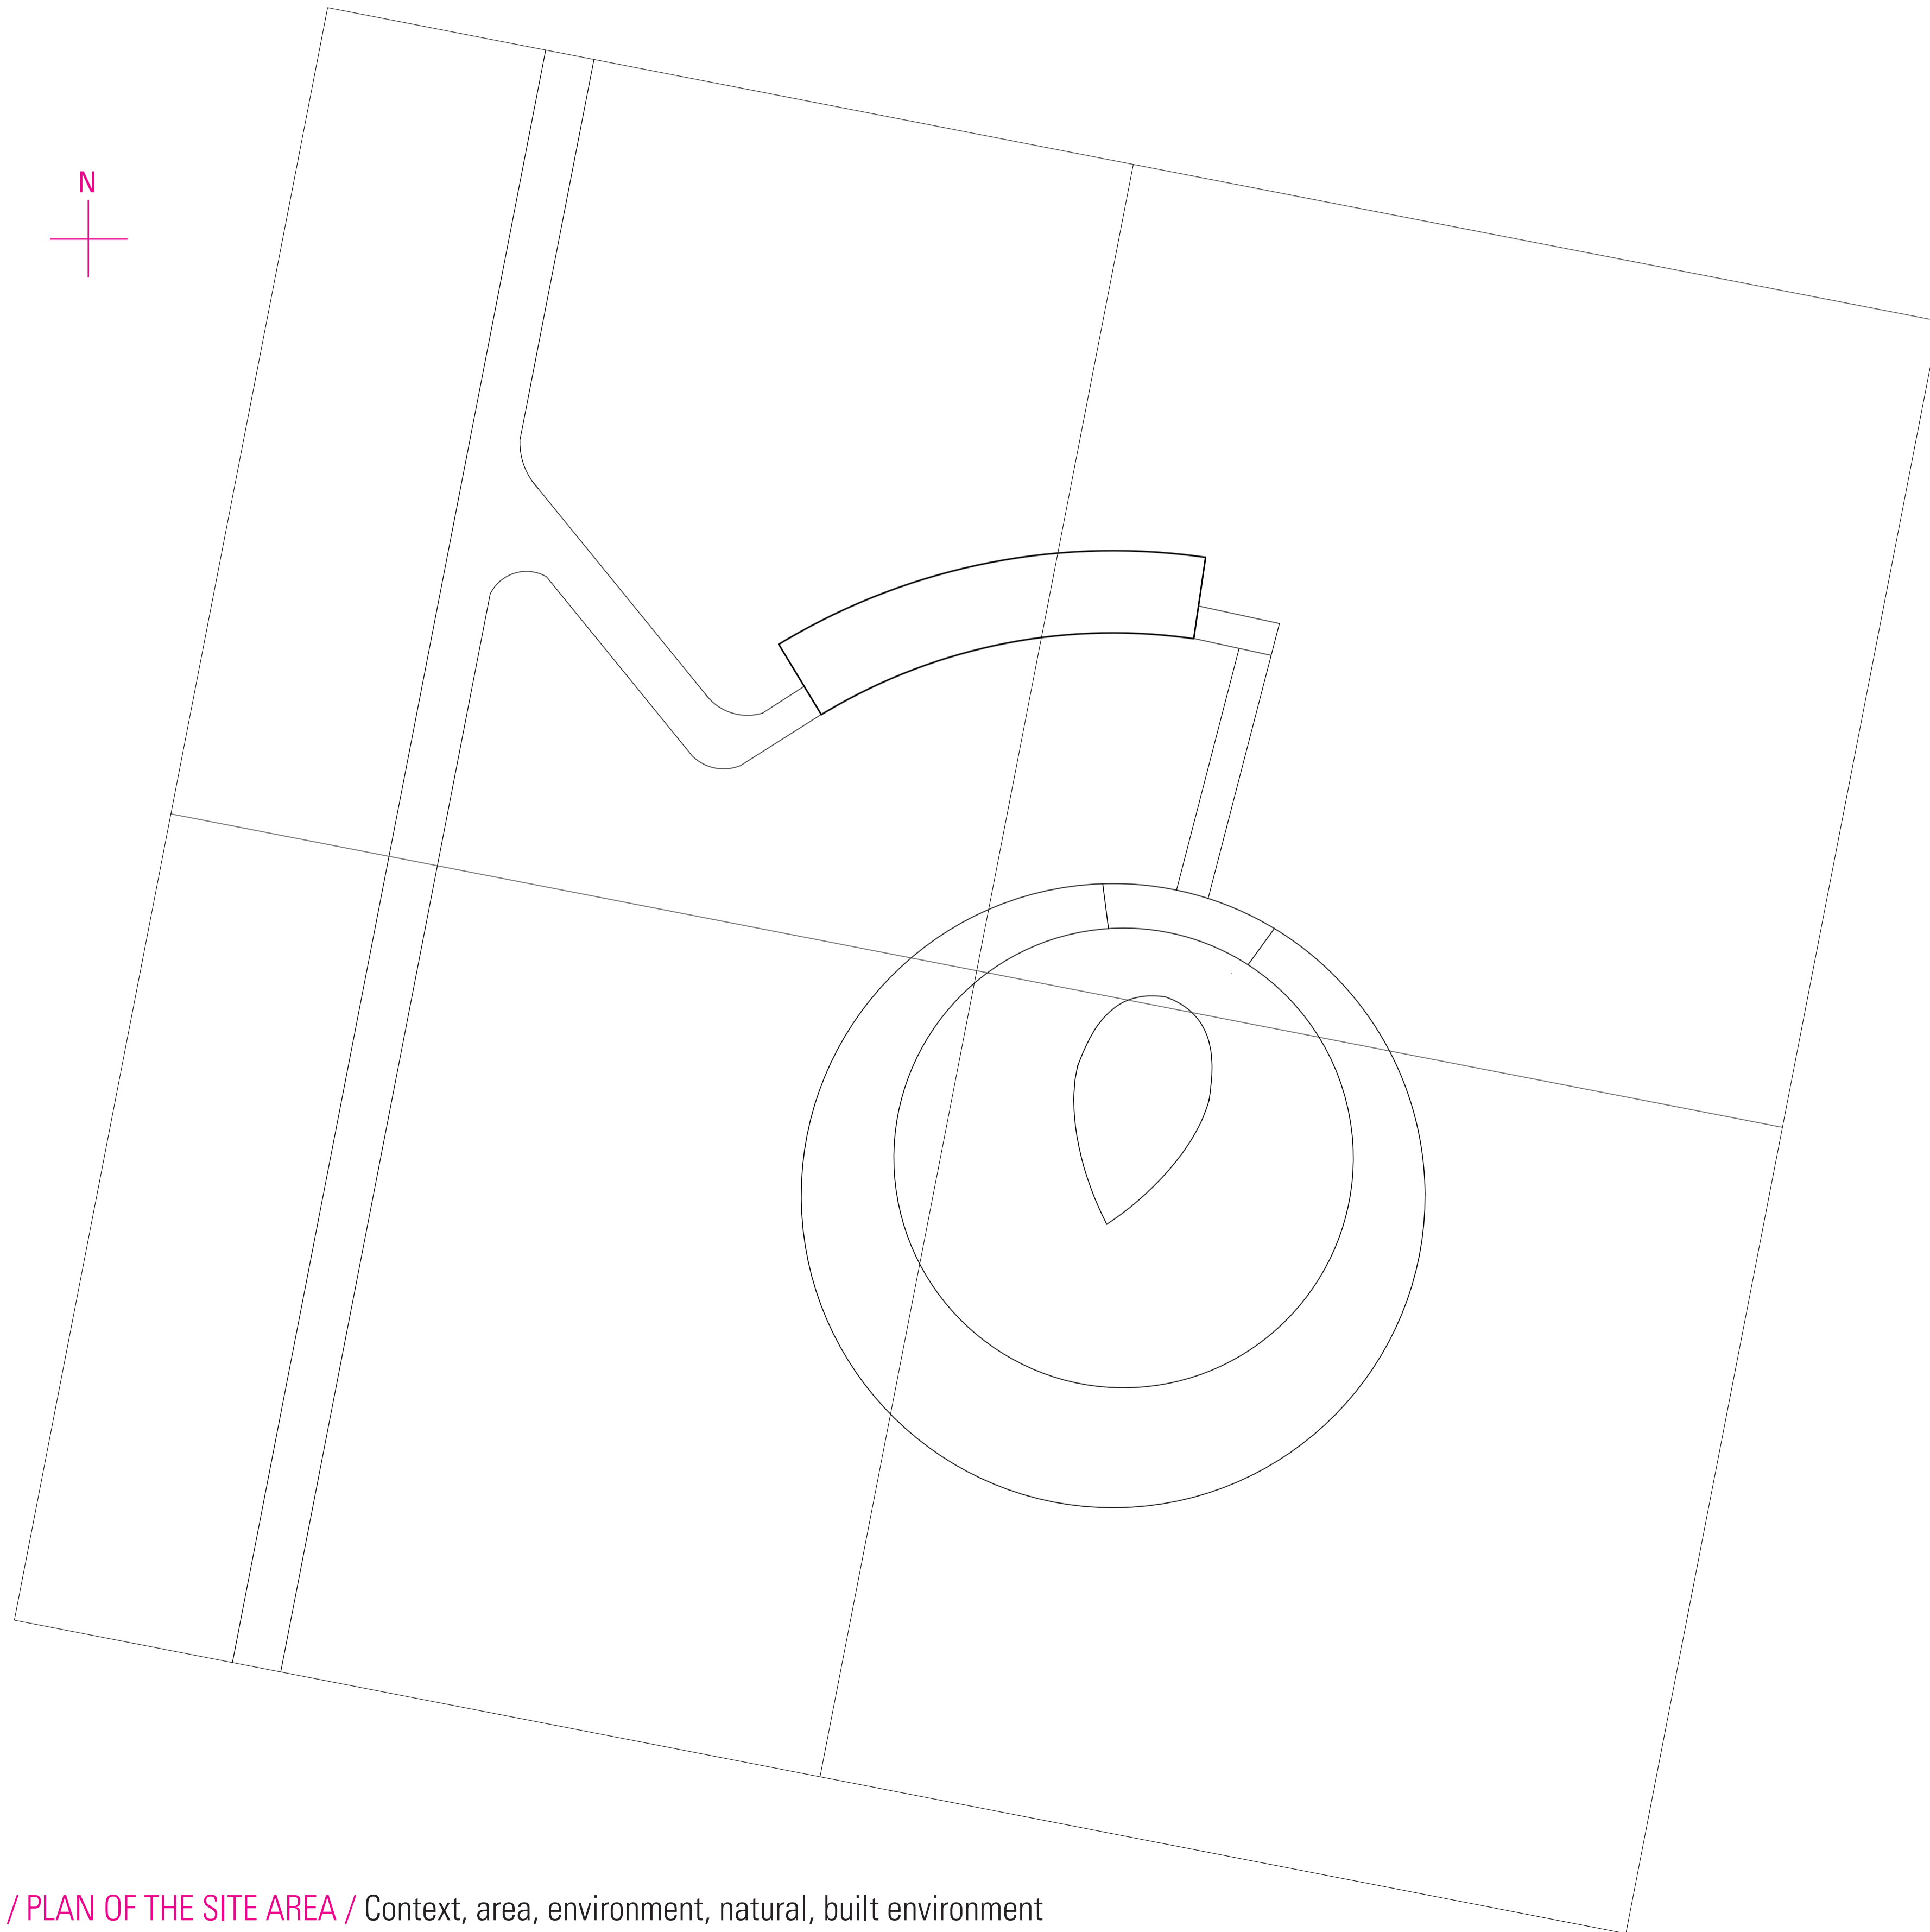 N
/ PLAN OF THE SITE AREA / Context, area, environment, natural, built environment